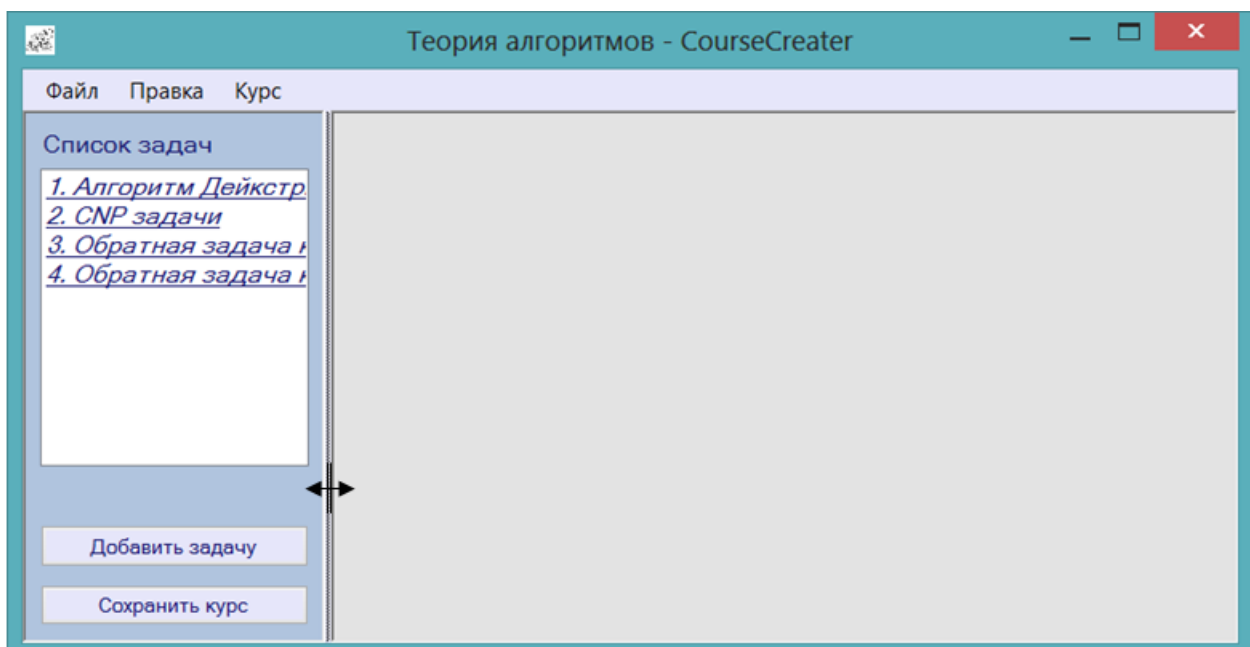 Теория алгоритмов - CourseCreater
Файл Правка Курс
Список задач
1. Алгоритм Дейкстр
2. CNP задачи
3. Обратная задача
4. Обратная задача
Добавить задачу
Сохранить курс